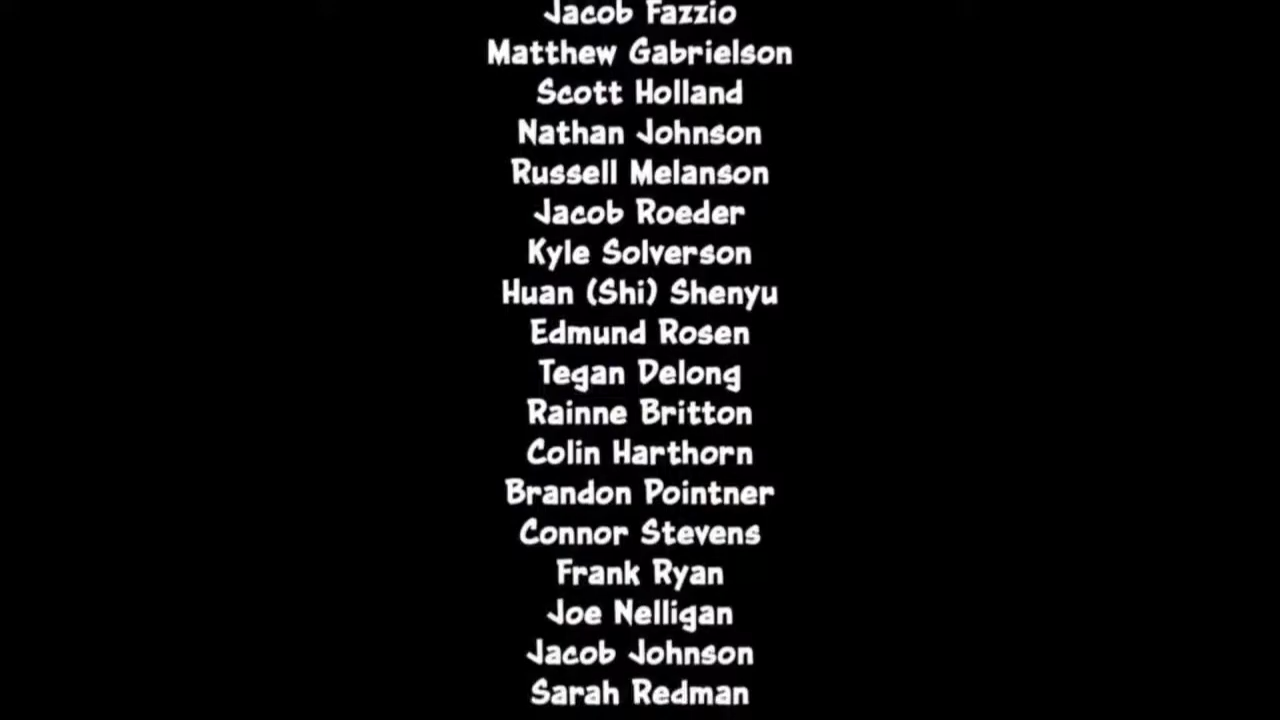 Jacob Fazzio
Matthew Gabrielson
Scott Holland
Nathan Johnson
Russell Melanson
Jacob Roeder
Kyle Solverson
Huan (Shi) Shenyu
Edmund Rosen
Tegan Delong
Rainne Britton
Colin Harthorn
Brandon Pointner
Connor Stevens
Frank Ryan
Joe Nelligan
Jacob Johnson
Sarah Redman